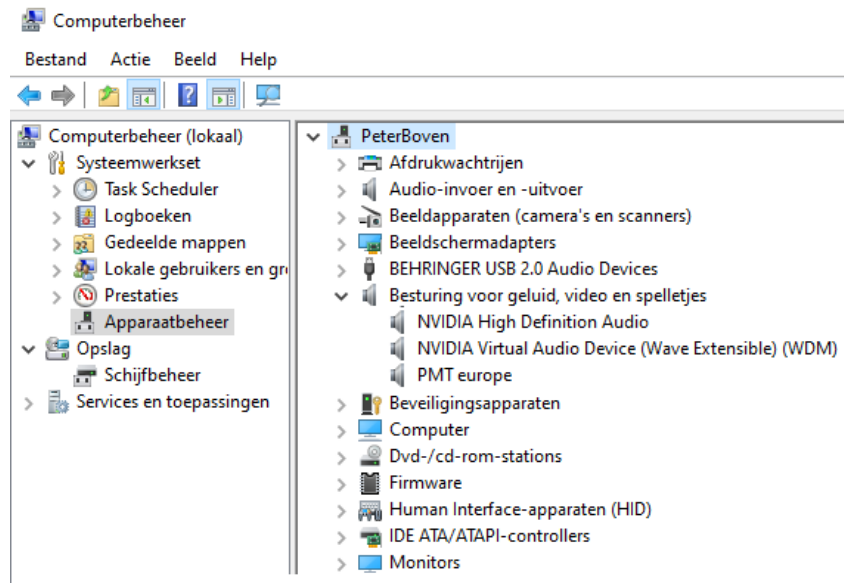 Computerbeheer
Bestand Actie Beeld Help
Computerbeheer (lokaal)
Systeemwerkset
Task Scheduler
Logboeken
Gedeelde mappen
Lokale gebruikers en gr
Prestaties
Apparaatbeheer
Opslag
Schijfbeheer
Services en toepassingen
PeterBoven
Afdrukwachtrijen
Audio-invoer en -uitvoer
Beeldapparaten (camera's en scanners)
Beeldschermadapters
BEHRINGER USB 2.0 Audio Devices
Besturing voor geluid, video en spelletjes
NVIDIA High Definition Audio
NVIDIA Virtual Audio Device (Wave Extensible) (WDM)
PMT europe
Beveiligingsapparaten
Computer
Dvd-/cd-rom-stations
Firmware
Human Interface-apparaten (HID)
IDE ATA/ATAPI-controllers
Monitors